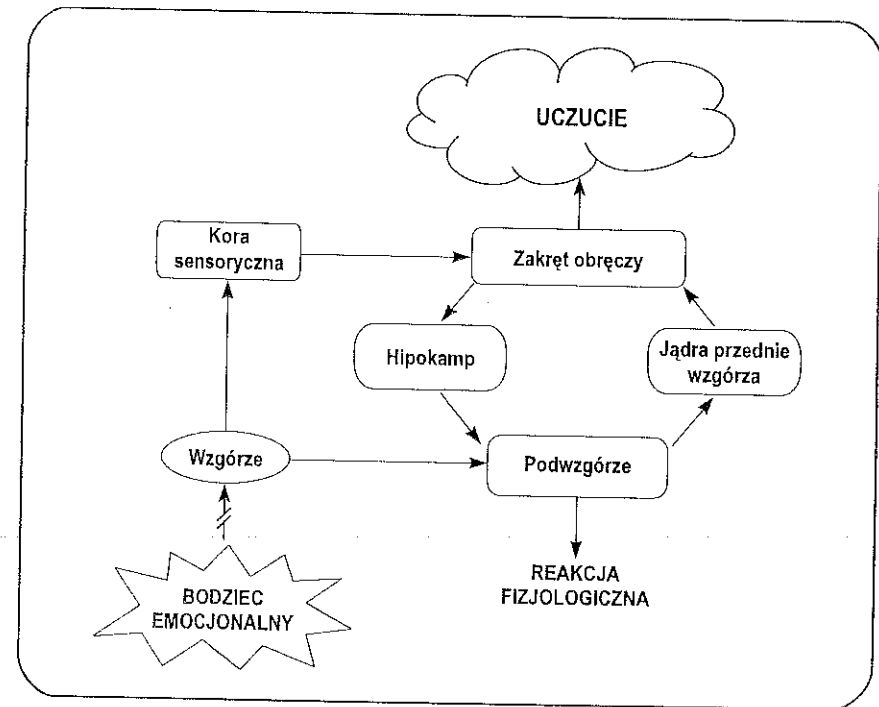 UCZUCIE
Kora
sensoryczna
Zakręt obręczy
Hipokamp
Jądra przednie
wzgórza
Wzgórze
Podwzgórze
BODZIEC
EMOCJONALNY
REAKCJA
FIZJOLOGICZNA